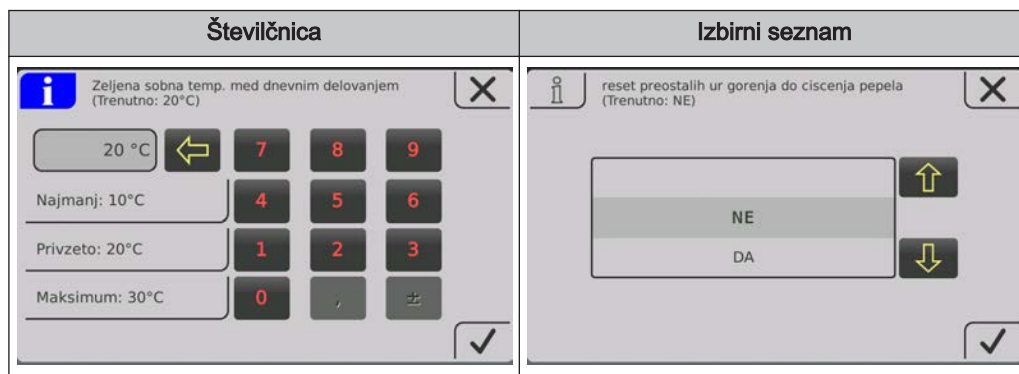 Številčnica
Izbirni seznam
i
Zeljena sobna temp. med dnevnim delovanjem
(Trenutno: 20°C)
20 °C
7 8 9
Najmanj: 10°C
4 5 6
Privzeto: 20°C
1 2 3
Maksimum: 30°C
0 , ±
i
reset preostalih ur gorenja do ciscenja pepela
(Trenutno: NE)
NE
DA